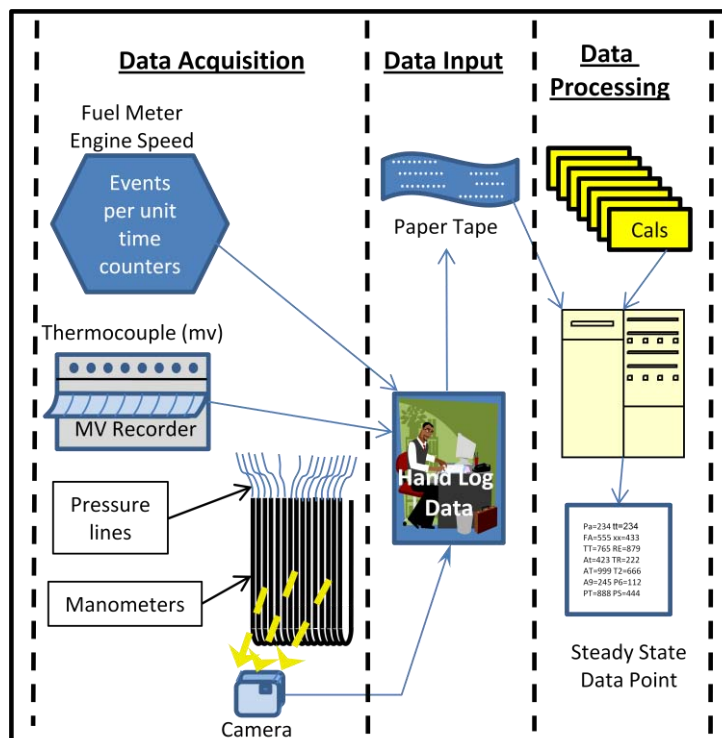 Data Acquisition
Fuel Meter
Engine Speed
Events
per unit
time
counters
Thermocouple (mv)
MV Recorder
Pressure
lines
Manometers
Camera
Data Input
Paper Tape
Hand Log
Data
Data
Processing
Cals
Pa=234 tt=234
FA=555 xx=433
TT=765 RE=879
At=423 TR=222
AT=999 T2=666
A9=245 P6=112
PT=888 P5=444
Steady State
Data Point